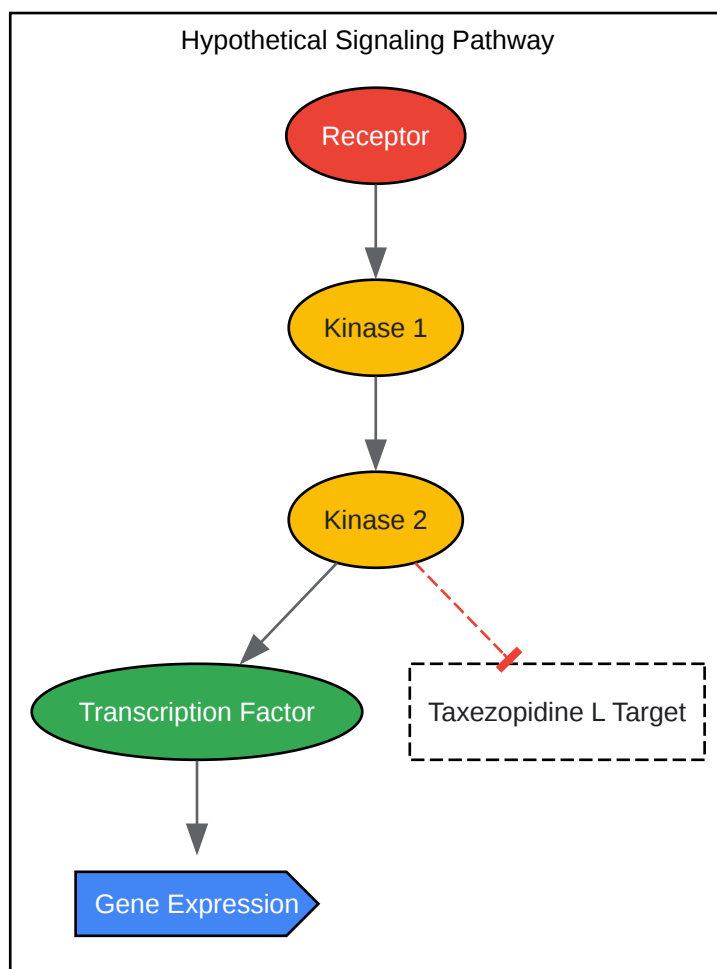 Hypothetical Signaling Pathway
Receptor
Kinase 1
Kinase 2
Transcription Factor
Taxezopidine L Target
Gene Expression